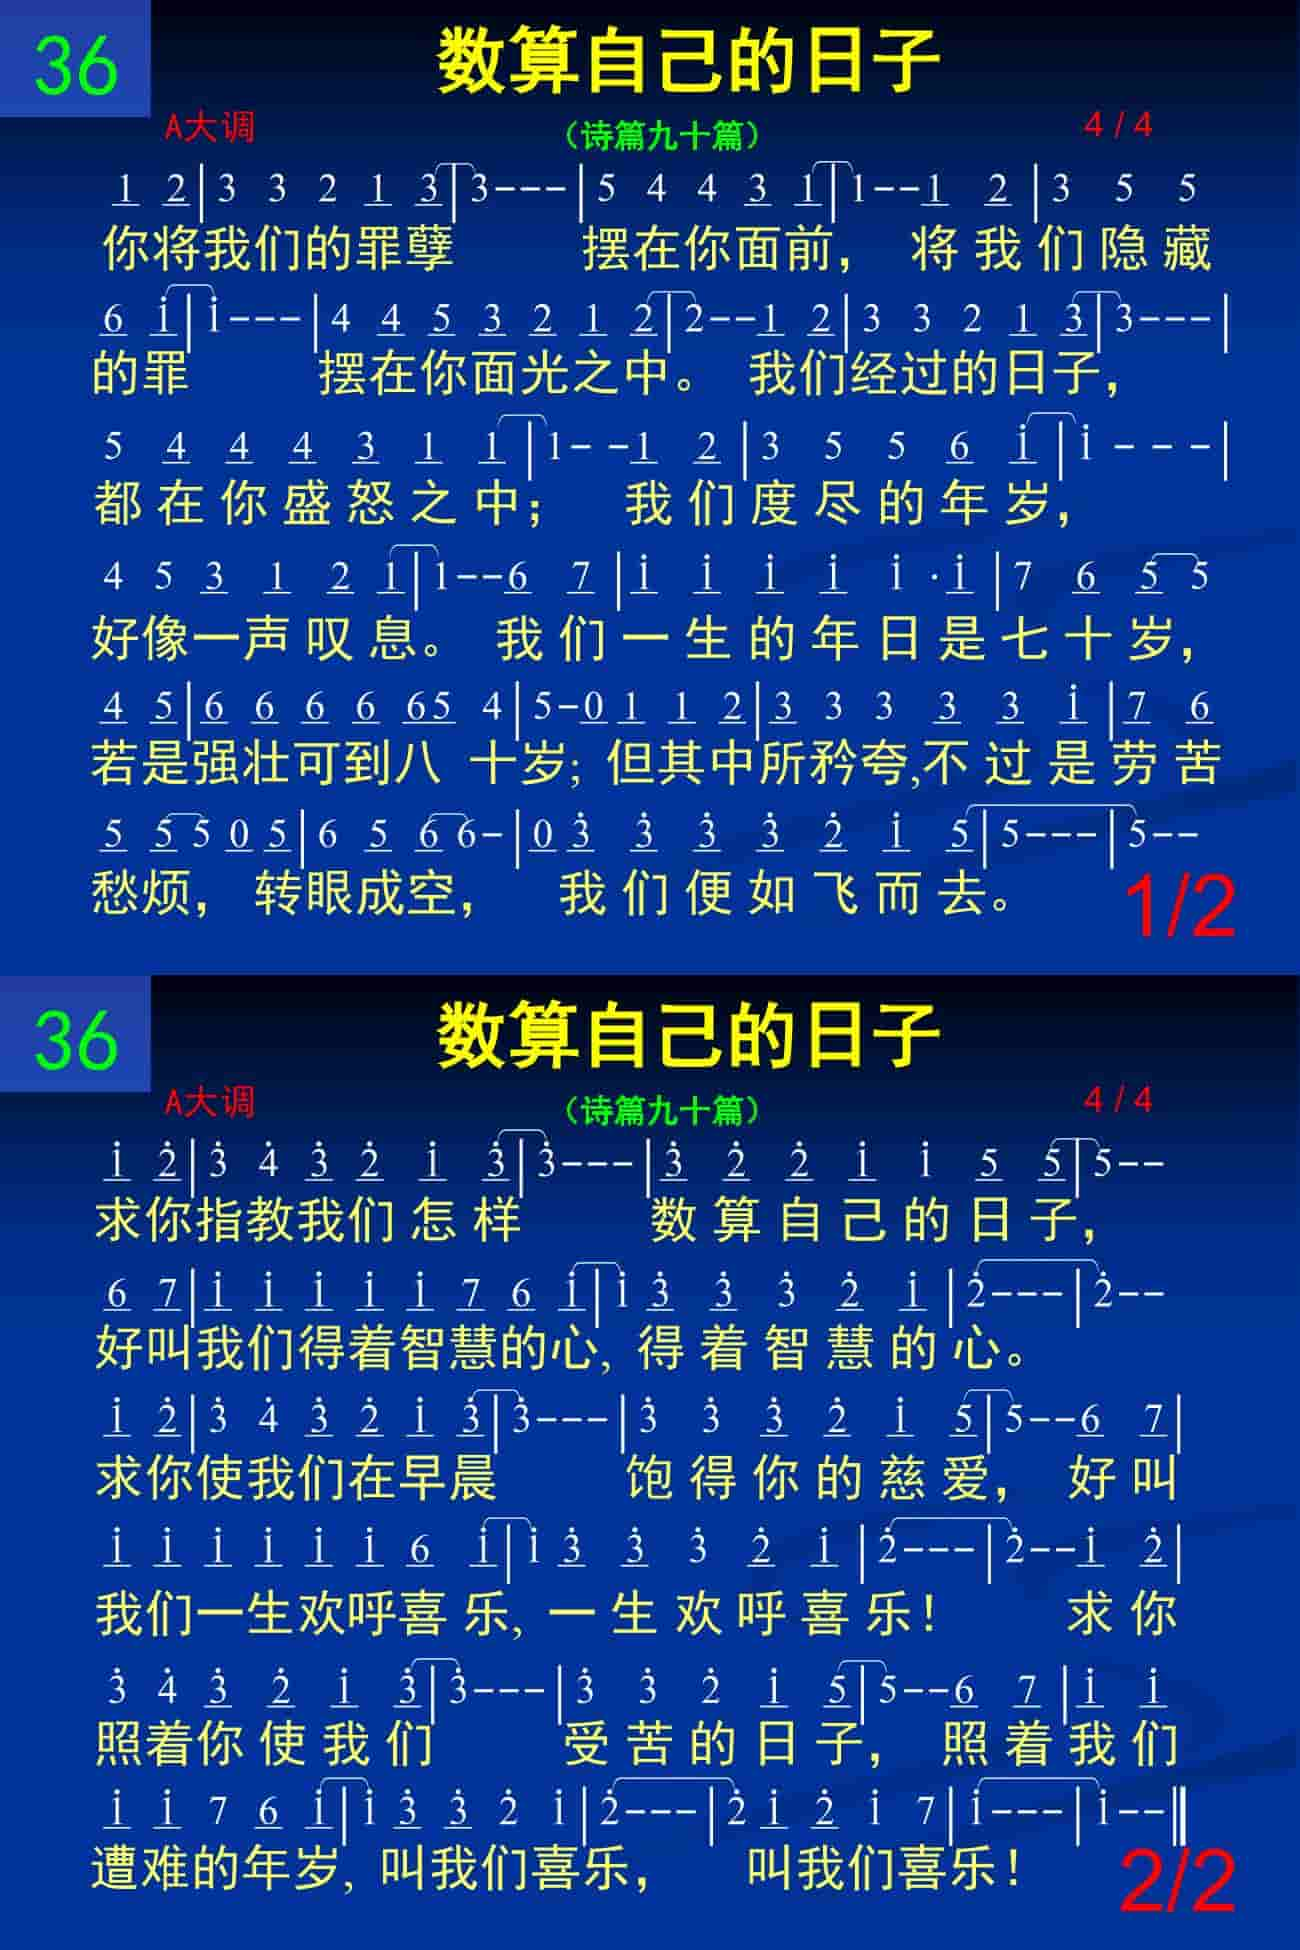 36
数算自己的日子
A大调 (诗篇九十篇) 4/4
1 2|3 3 2 1 3|3---|5 4 4 3 1|1--1 2|3 5 5
你将我们的罪孽 摆在你面前， 将我们隐藏
6 i|i---|4 4 5 3 2 1 2|2--1 2|3 3 2 1 3|3---|
的罪 摆在你面光之中。 我们经过的日子，
5 4 4 4 3 1 1|1--1 2|3 5 5 6 i|i---|
都在你盛怒之中； 我们度尽的年岁，
4 5 3 1 2 1|1--6 7|i i i i i·i|7 6 5 5
好像一声叹息。 我们一生的年日是七十岁，
4 5|6 6 6 6 65 4|5-0 1 1 2|3 3 3 3 3 i|7 6
若是强壮可到八 十岁; 但其中所矜夸,不过是劳苦
5 5 5 0 5|6 5 6 6-|0 3 3 3 3 2 i 5|5---|5--
愁烦， 转眼成空， 我们便如飞而去。
1/2
36
数算自己的日子
A大调 (诗篇九十篇) 4/4
i 2|3 4 3 2 i 3|3---|3 2 2 i i 5 5|5--
求你指教我们怎样 数算自己的日子，
6 7|i i i i i 7 6 i|i 3 3 3 2 i|2---|2--
好叫我们得着智慧的心, 得着智慧的心。
i 2|3 4 3 2 i 3|3---|3 3 3 2 i 5|5--6 7|
求你使我们在早晨 饱得你的慈爱， 好叫
i i i i i i 6 i|i 3 3 3 2 i|2---|2--i 2|
我们一生欢呼喜乐, 一生欢呼喜乐！ 求你
3 4 3 2 i 3|3---|3 3 2 i 5|5--6 7|i i
照着你使我们 受苦的日子， 照着我们
i i 7 6 i|i 3 3 2 i|2---|2 i 2 i 7|i---|i--‖
遭难的年岁, 叫我们喜乐， 叫我们喜乐！
2/2